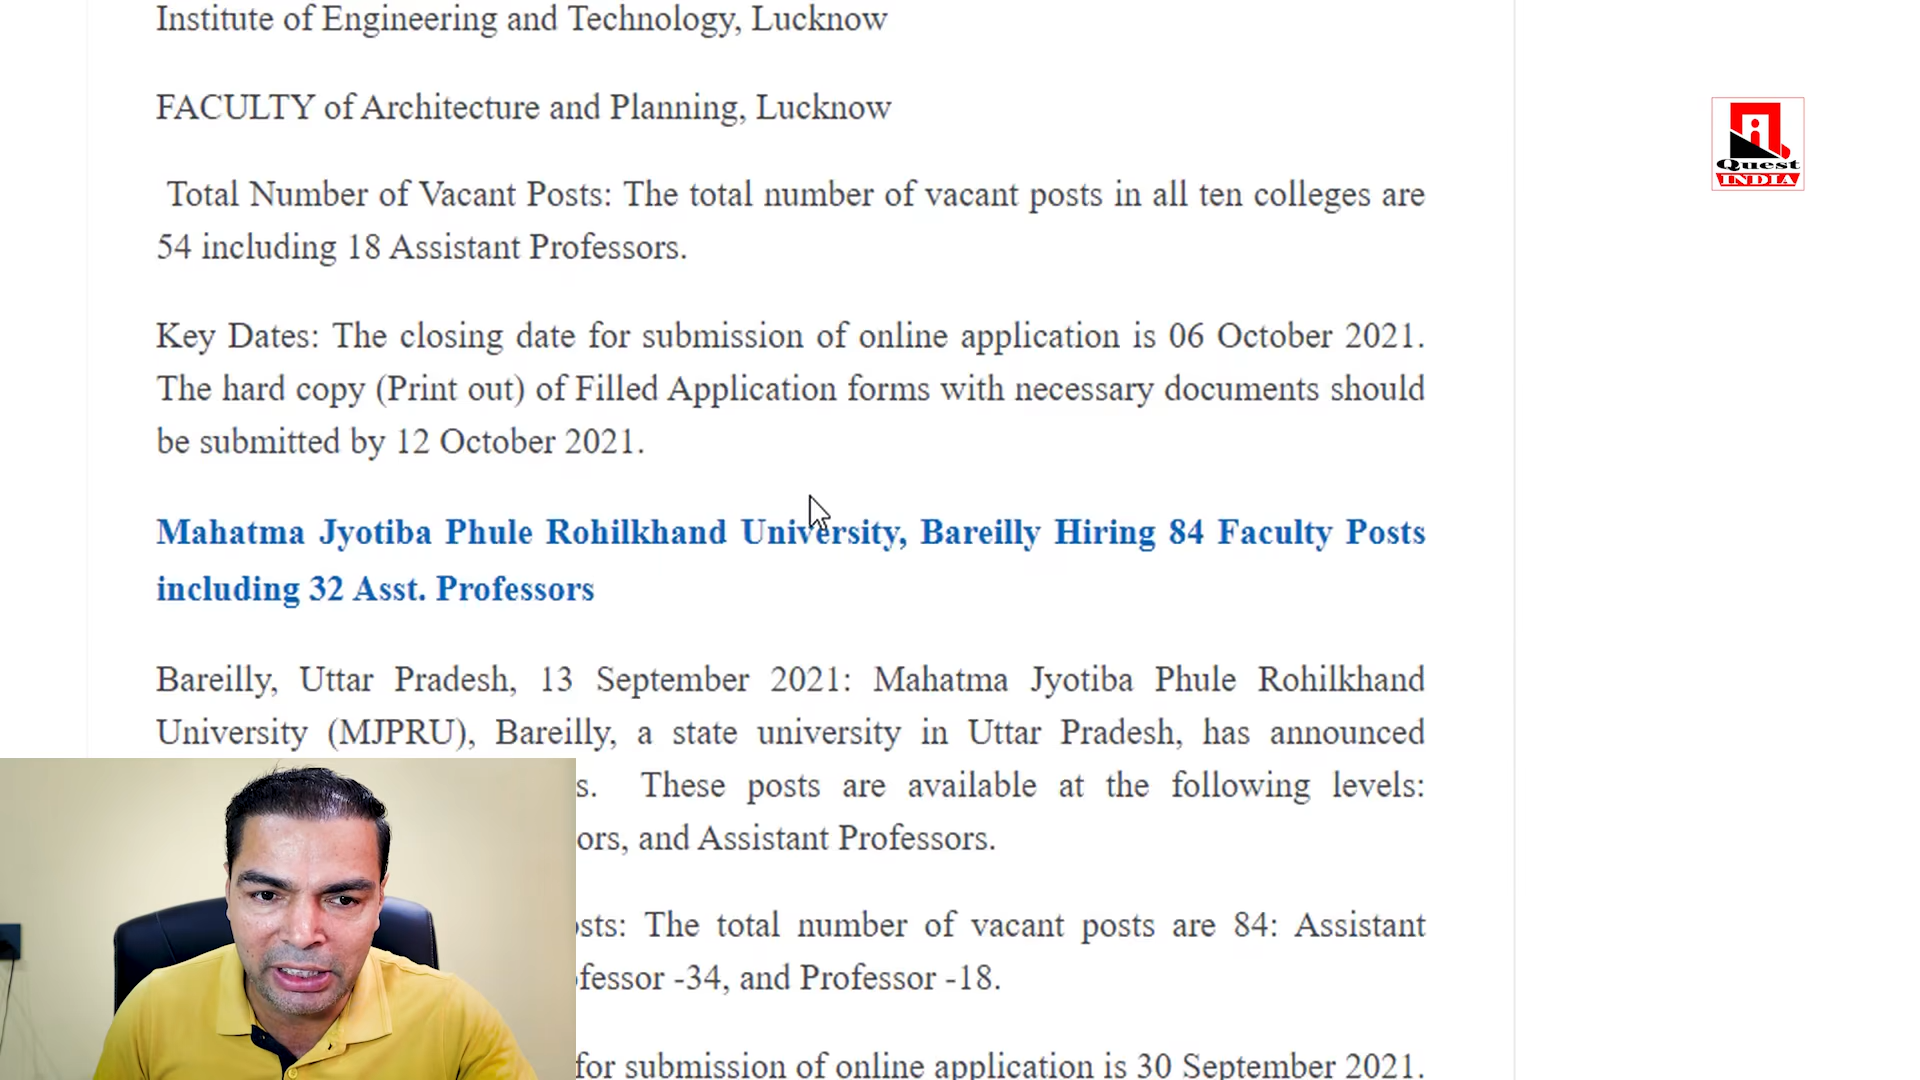 Institute of Engineering and Technology, Lucknow
FACULTY of Architecture and Planning, Lucknow
Total Number of Vacant Posts: The total number of vacant posts in all ten colleges are
54 including 18 Assistant Professors.
Key Dates: The closing date for submission of online application is 06 October 2021.
The hard copy (Print out) of Filled Application forms with necessary documents should
be submitted by 12 October 2021.
Mahatma Jyotiba Phule Rohilkhand University, Bareilly Hiring 84 Faculty Posts
including 32 Asst. Professors
Bareilly, Uttar Pradesh, 13 September 2021: Mahatma Jyotiba Phule Rohilkhand
University (MJPRU), Bareilly, a state university in Uttar Pradesh, has announced
s. These posts are available at the following levels:
ors, and Assistant Professors.
sts: The total number of vacant posts are 84: Assistant
fessor -34, and Professor -18.
for submission of online application is 30 September 2021.
Quest
INDIA